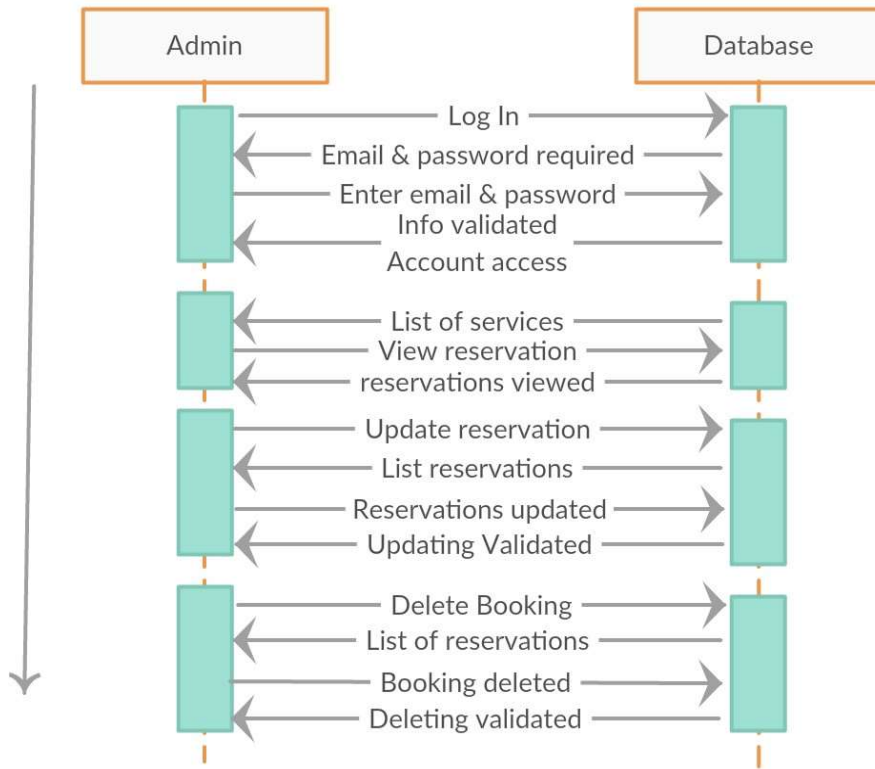 Admin
Database
Log In
Email & password required
Enter email & password
Info validated
Account access
List of services
View reservation
reservations viewed
Update reservation
List reservations
Reservations updated
Updating Validated
Delete Booking
List of reservations
Booking deleted
Deleting validated